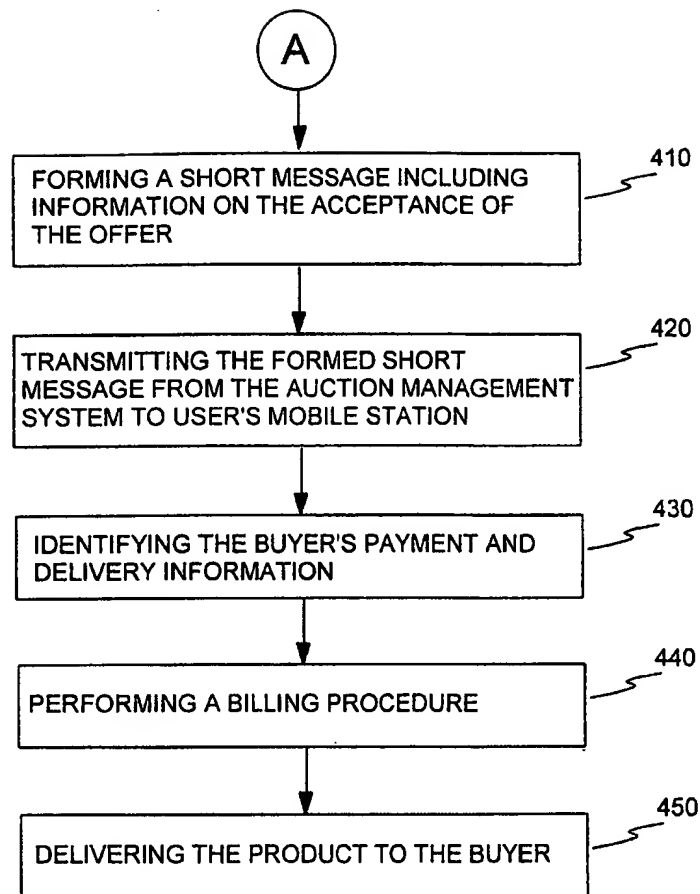 A
410
FORMING A SHORT MESSAGE INCLUDING
INFORMATION ON THE ACCEPTANCE OF
THE OFFER
420
TRANSMITTING THE FORMED SHORT
MESSAGE FROM THE AUCTION MANAGEMENT
SYSTEM TO USER'S MOBILE STATION
430
IDENTIFYING THE BUYER'S PAYMENT AND
DELIVERY INFORMATION
440
PERFORMING A BILLING PROCEDURE
450
DELIVERING THE PRODUCT TO THE BUYER